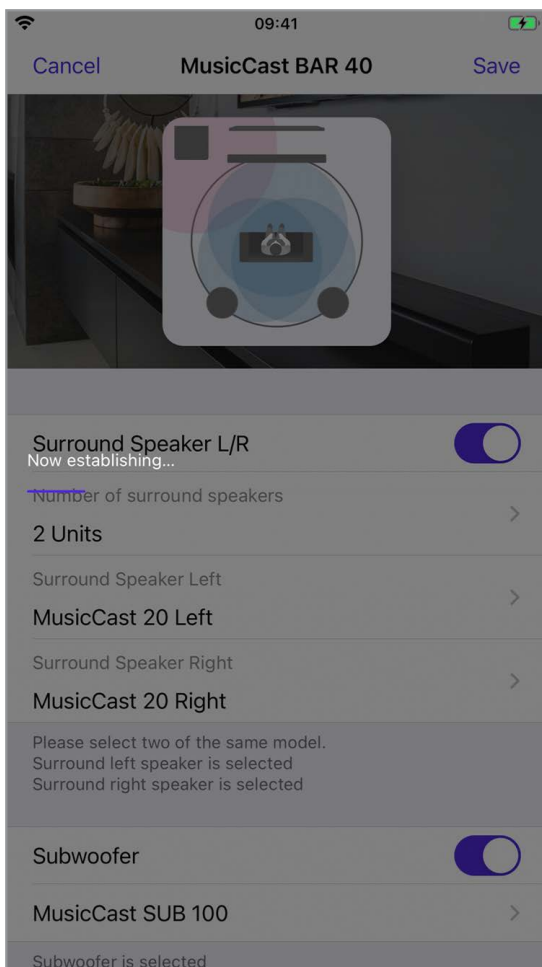 09:41
Cancel MusicCast BAR 40 Save
Surround Speaker L/R
Now establishing...
Number of surround speakers
2 Units
Surround Speaker Left
MusicCast 20 Left
Surround Speaker Right
MusicCast 20 Right
Please select two of the same model.
Surround left speaker is selected
Surround right speaker is selected
Subwoofer
MusicCast SUB 100
Subwoofer is selected